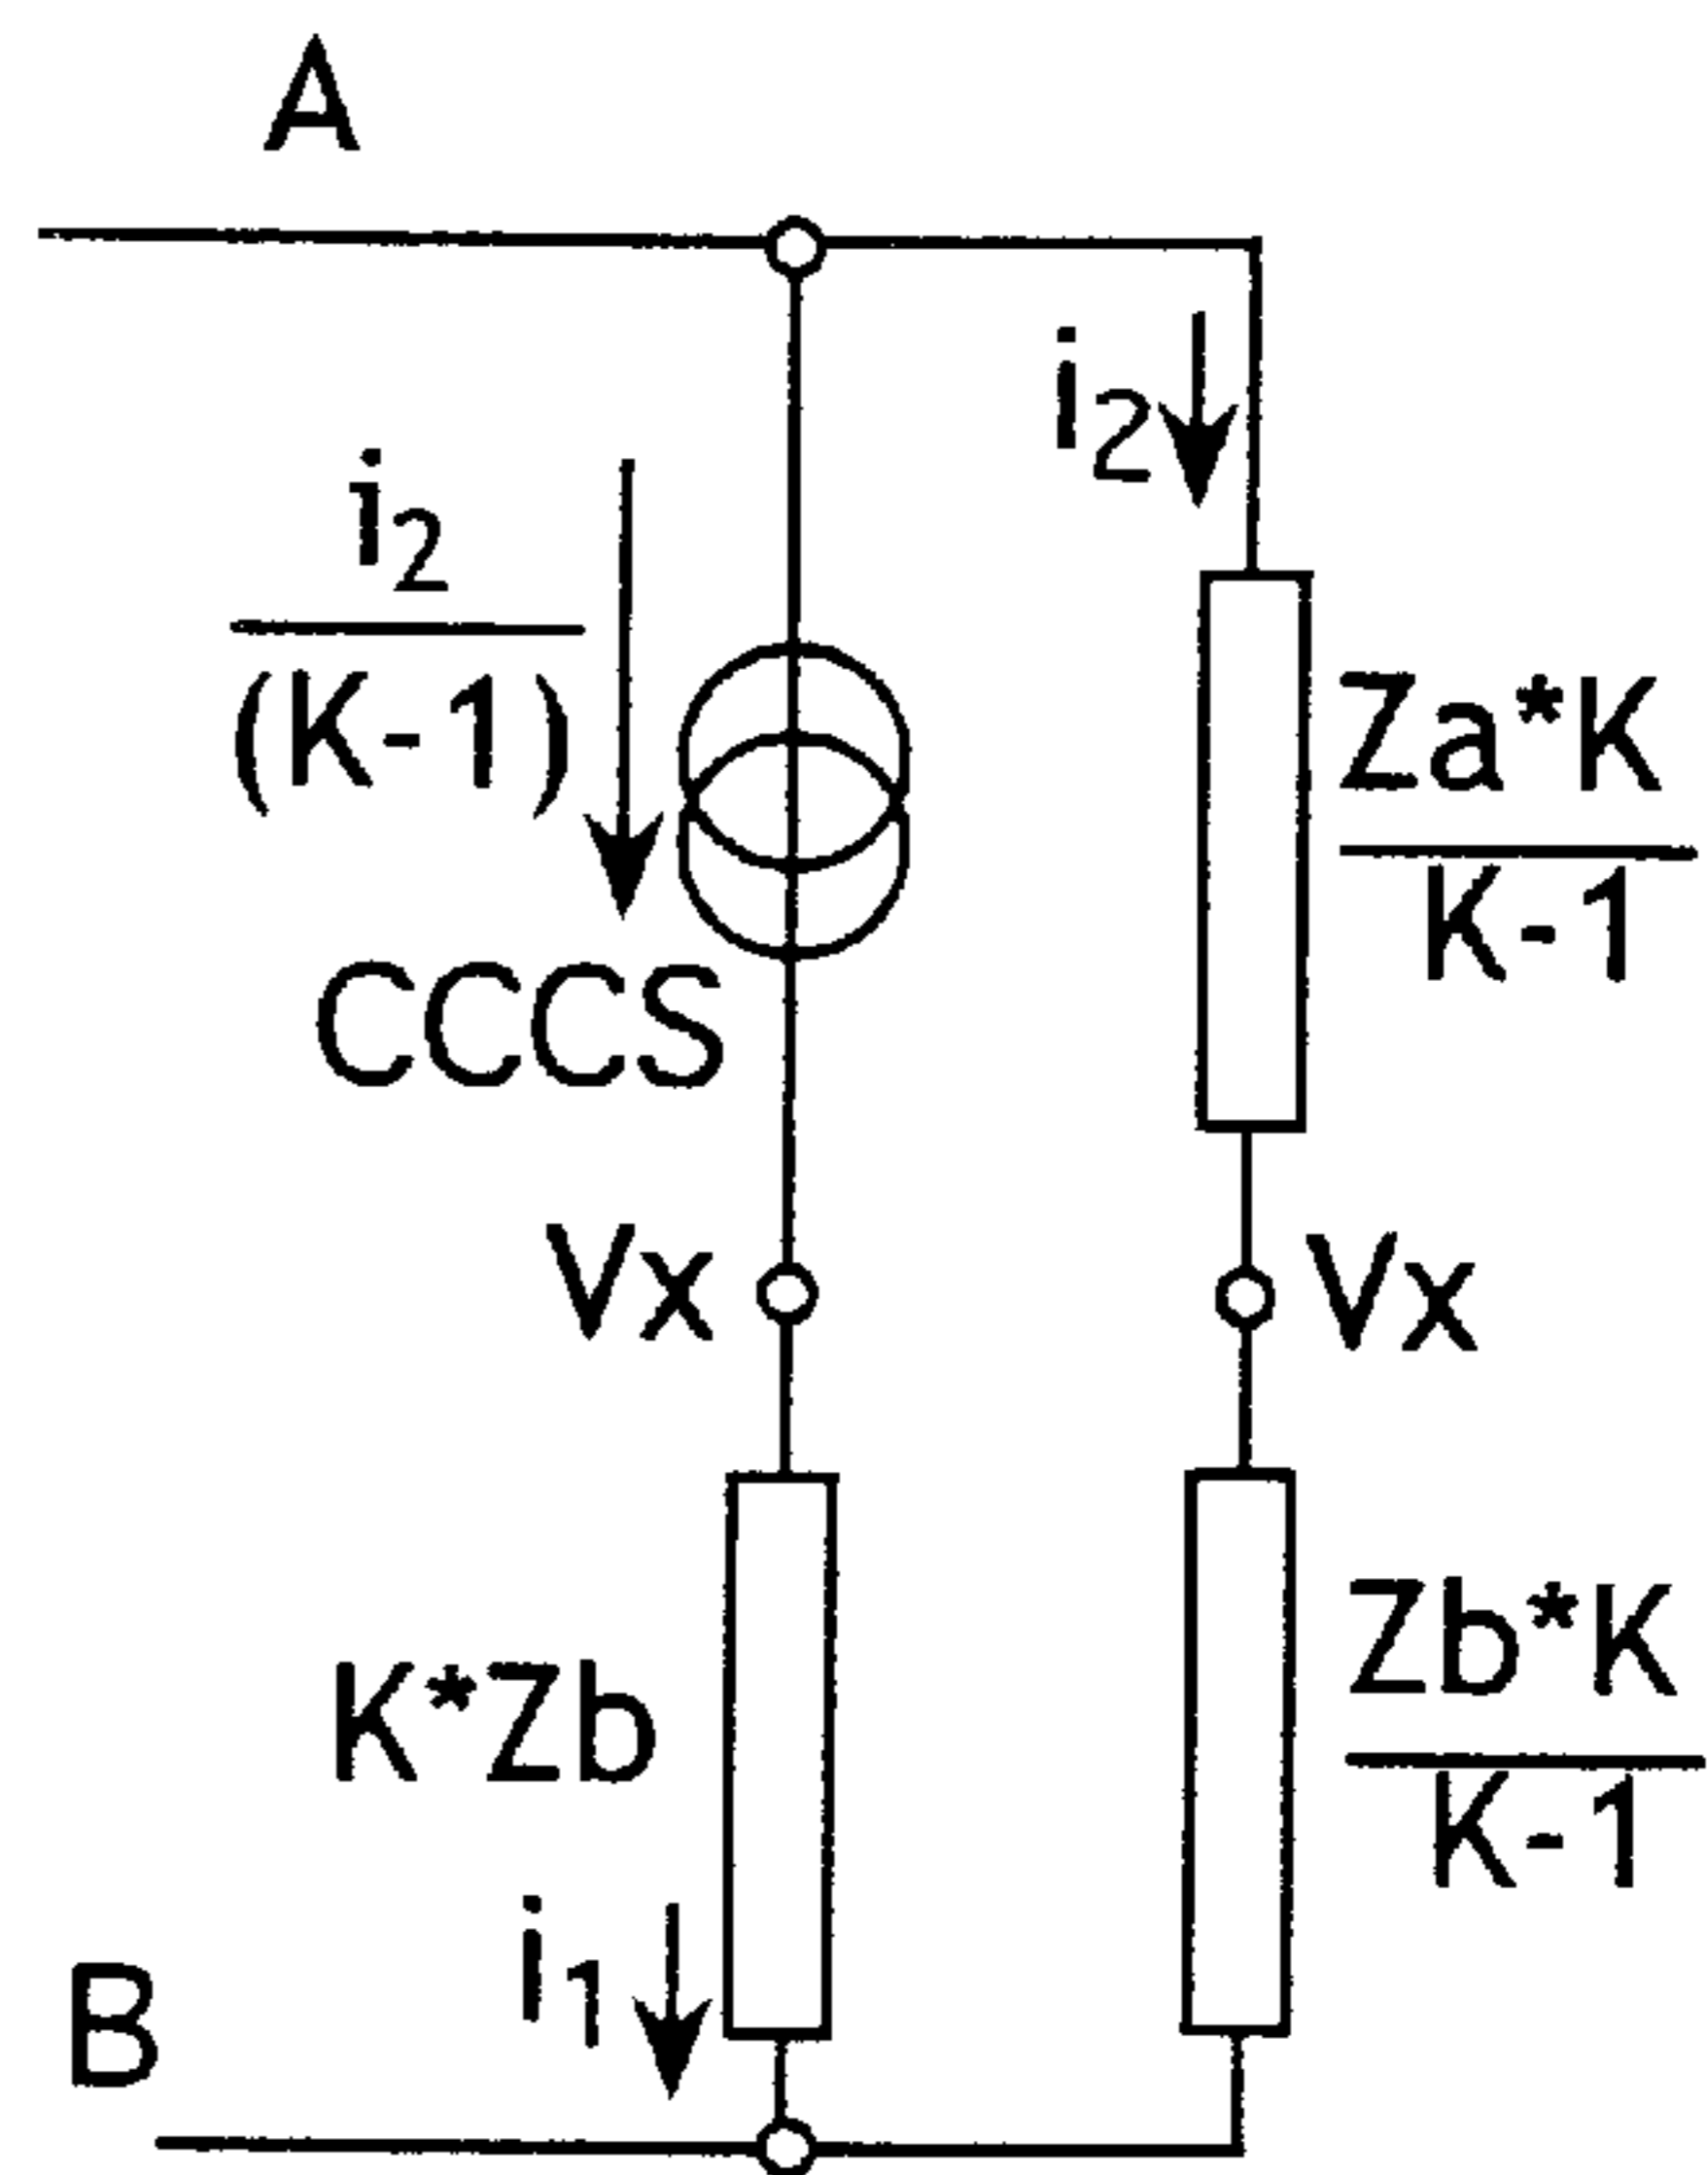 A
i2
i2
(K-1)
Za*K
K-1
CCCS
Vx
Vx
K*Zb
Zb*K
K-1
i1
B